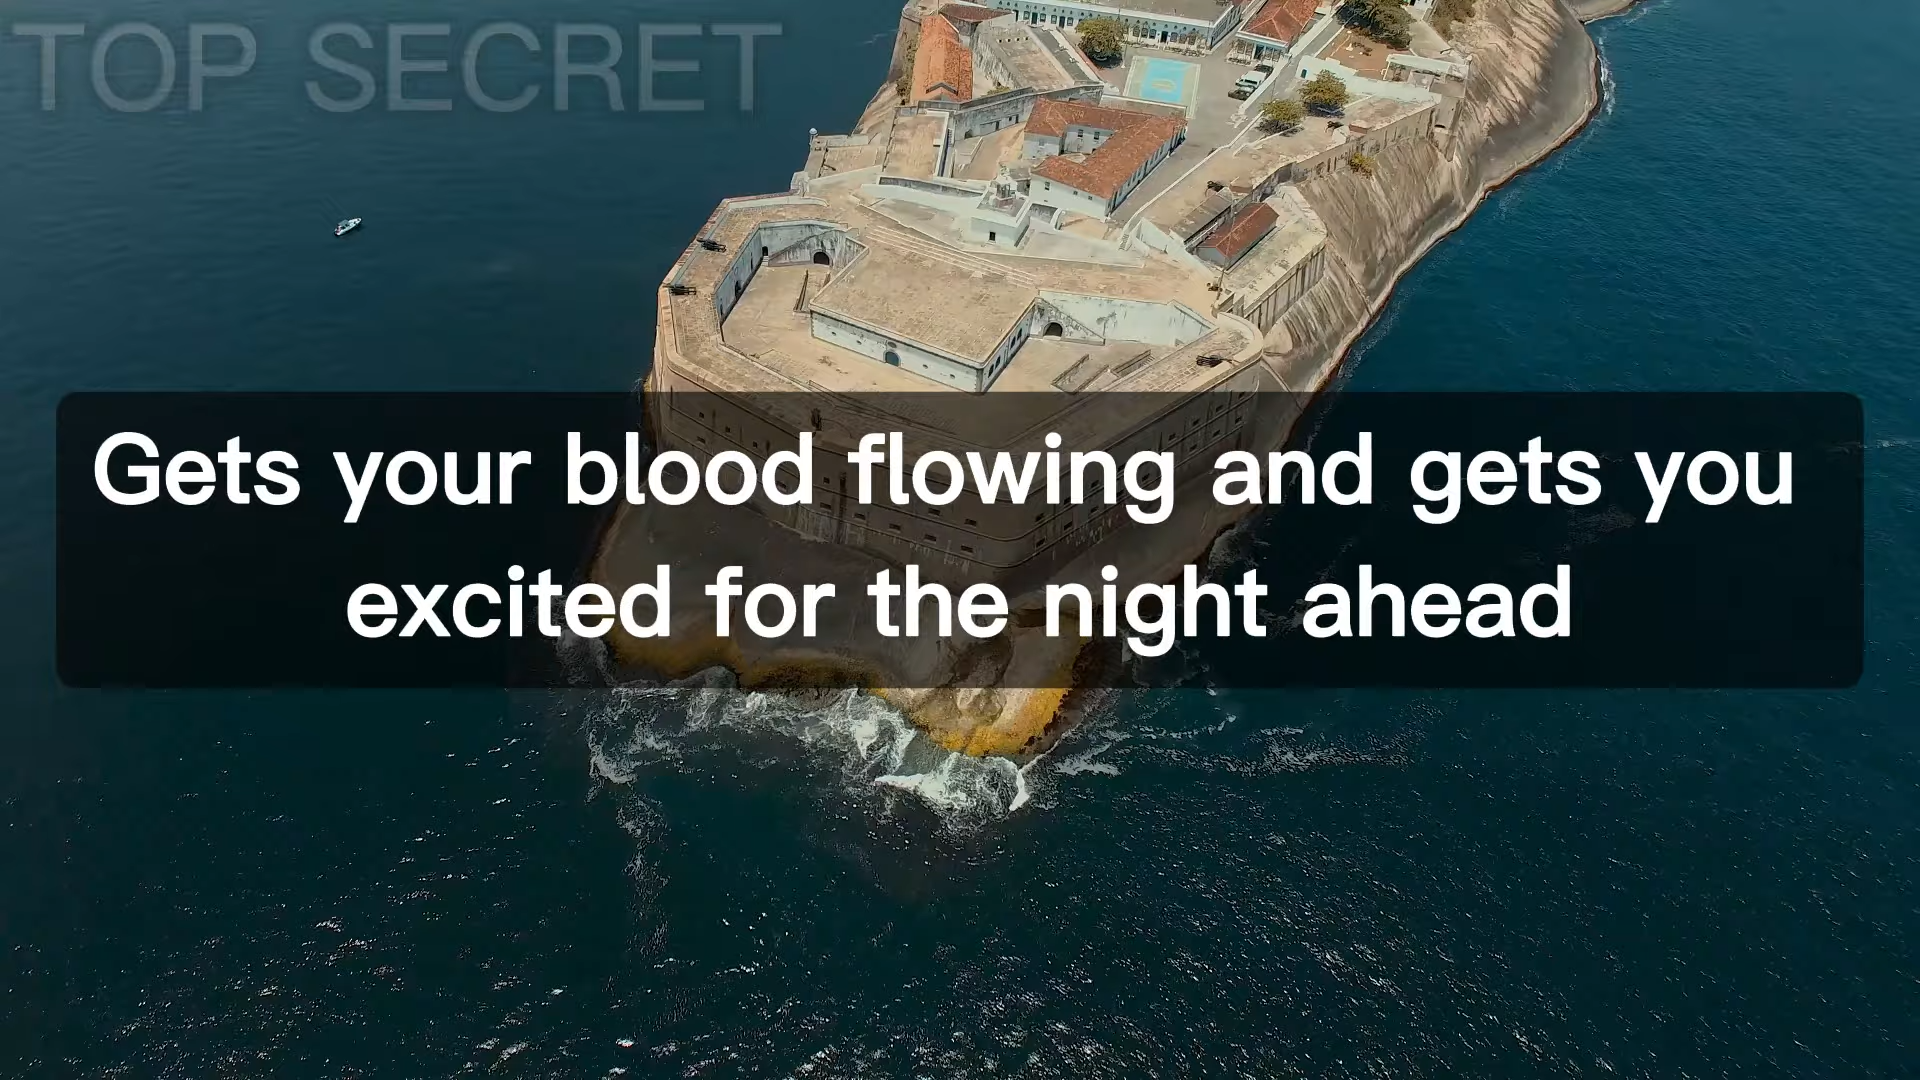 TOP SECRET
Gets your blood flowing and gets you
excited for the night ahead